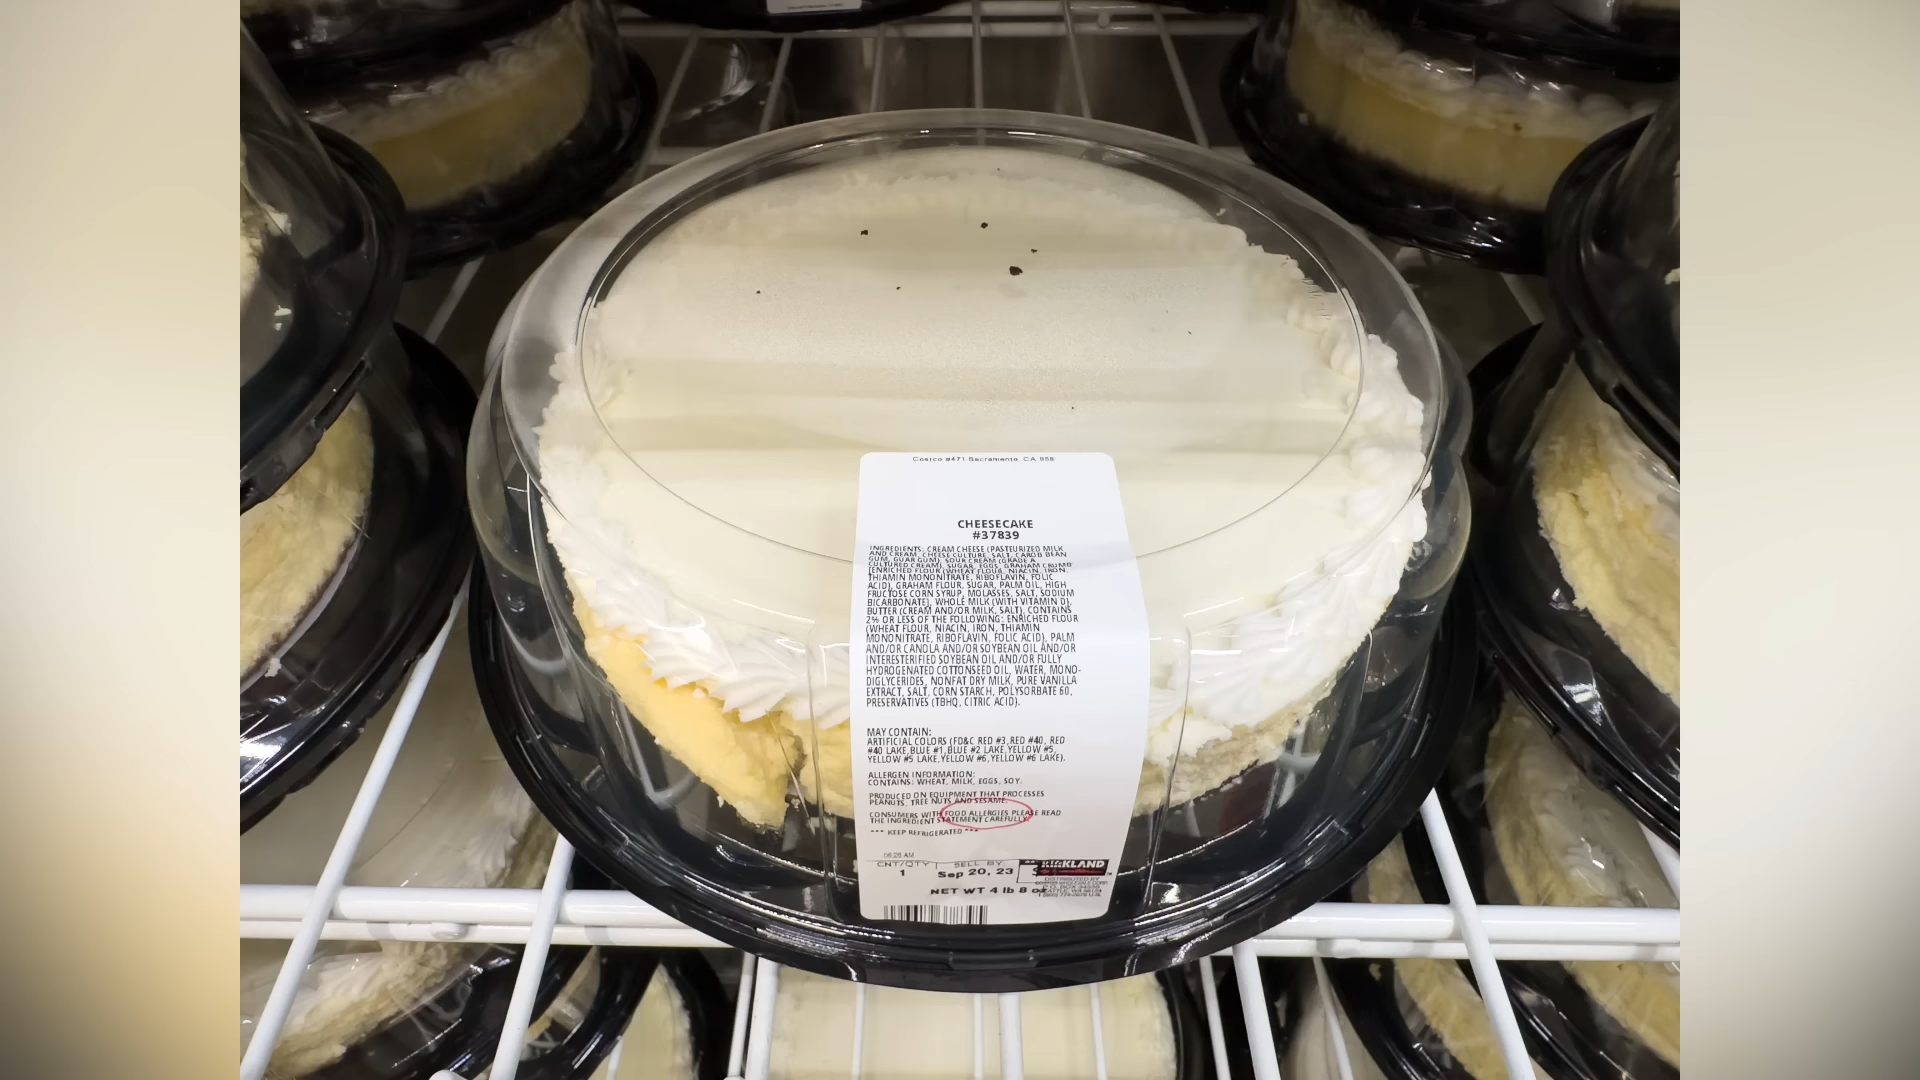 Costco #471 Sacramento, CA 958
CHEESECAKE
#37839
INGREDIENTS: CREAM CHEESE (PASTEURIZED MILK
AND CREAM, CHEESE CULTURE, SALT, CAROB BEAN
GUM, GUAR GUM), SOUR CREAM (GRADE A
CULTURED CREAM), SUGAR, EGGS, GRAHAM CRUMB
(ENRICHED FLOUR (WHEAT FLOUR, NIACIN, IRON,
THIAMIN MONONITRATE, RIBOFLAVIN, FOLIC
ACID), GRAHAM FLOUR, SUGAR, PALM OIL, HIGH
FRUCTOSE CORN SYRUP, MOLASSES, SALT, SODIUM
BICARBONATE), WHOLE MILK (WITH VITAMIN D),
BUTTER (CREAM AND/OR MILK, SALT), CONTAINS
2% OR LESS OF THE FOLLOWING: ENRICHED FLOUR
(WHEAT FLOUR, NIACIN, IRON, THIAMIN
MONONITRATE, RIBOFLAVIN, FOLIC ACID), PALM
AND/OR CANOLA AND/OR SOYBEAN OIL AND/OR
INTERESTERIFIED SOYBEAN OIL AND/OR FULLY
HYDROGENATED COTTONSEED OIL, WATER, MONO-
DIGLYCERIDES, NONFAT DRY MILK, PURE VANILLA
EXTRACT, SALT, CORN STARCH, POLYSORBATE 60,
PRESERVATIVES (TBHQ, CITRIC ACID).
MAY CONTAIN:
ARTIFICIAL COLORS (FD&C RED #3,RED #40, RED
#40 LAKE,BLUE #1,BLUE #2 LAKE,YELLOW #5,
YELLOW #5 LAKE,YELLOW #6,YELLOW #6 LAKE).
ALLERGEN INFORMATION:
CONTAINS: WHEAT, MILK, EGGS, SOY.
PRODUCED ON EQUIPMENT THAT PROCESSES
PEANUTS, TREE NUTS AND SESAME.
CONSUMERS WITH FOOD ALLERGIES PLEASE READ
THE INGREDIENT STATEMENT CAREFULLY.
*** KEEP REFRIGERATED ***
06:28 AM
CNT/QTY SELL BY:
1 Sep 20, 23
KIRKLAND
NET WT 4 lb 8 oz
DISTRIBUTED BY